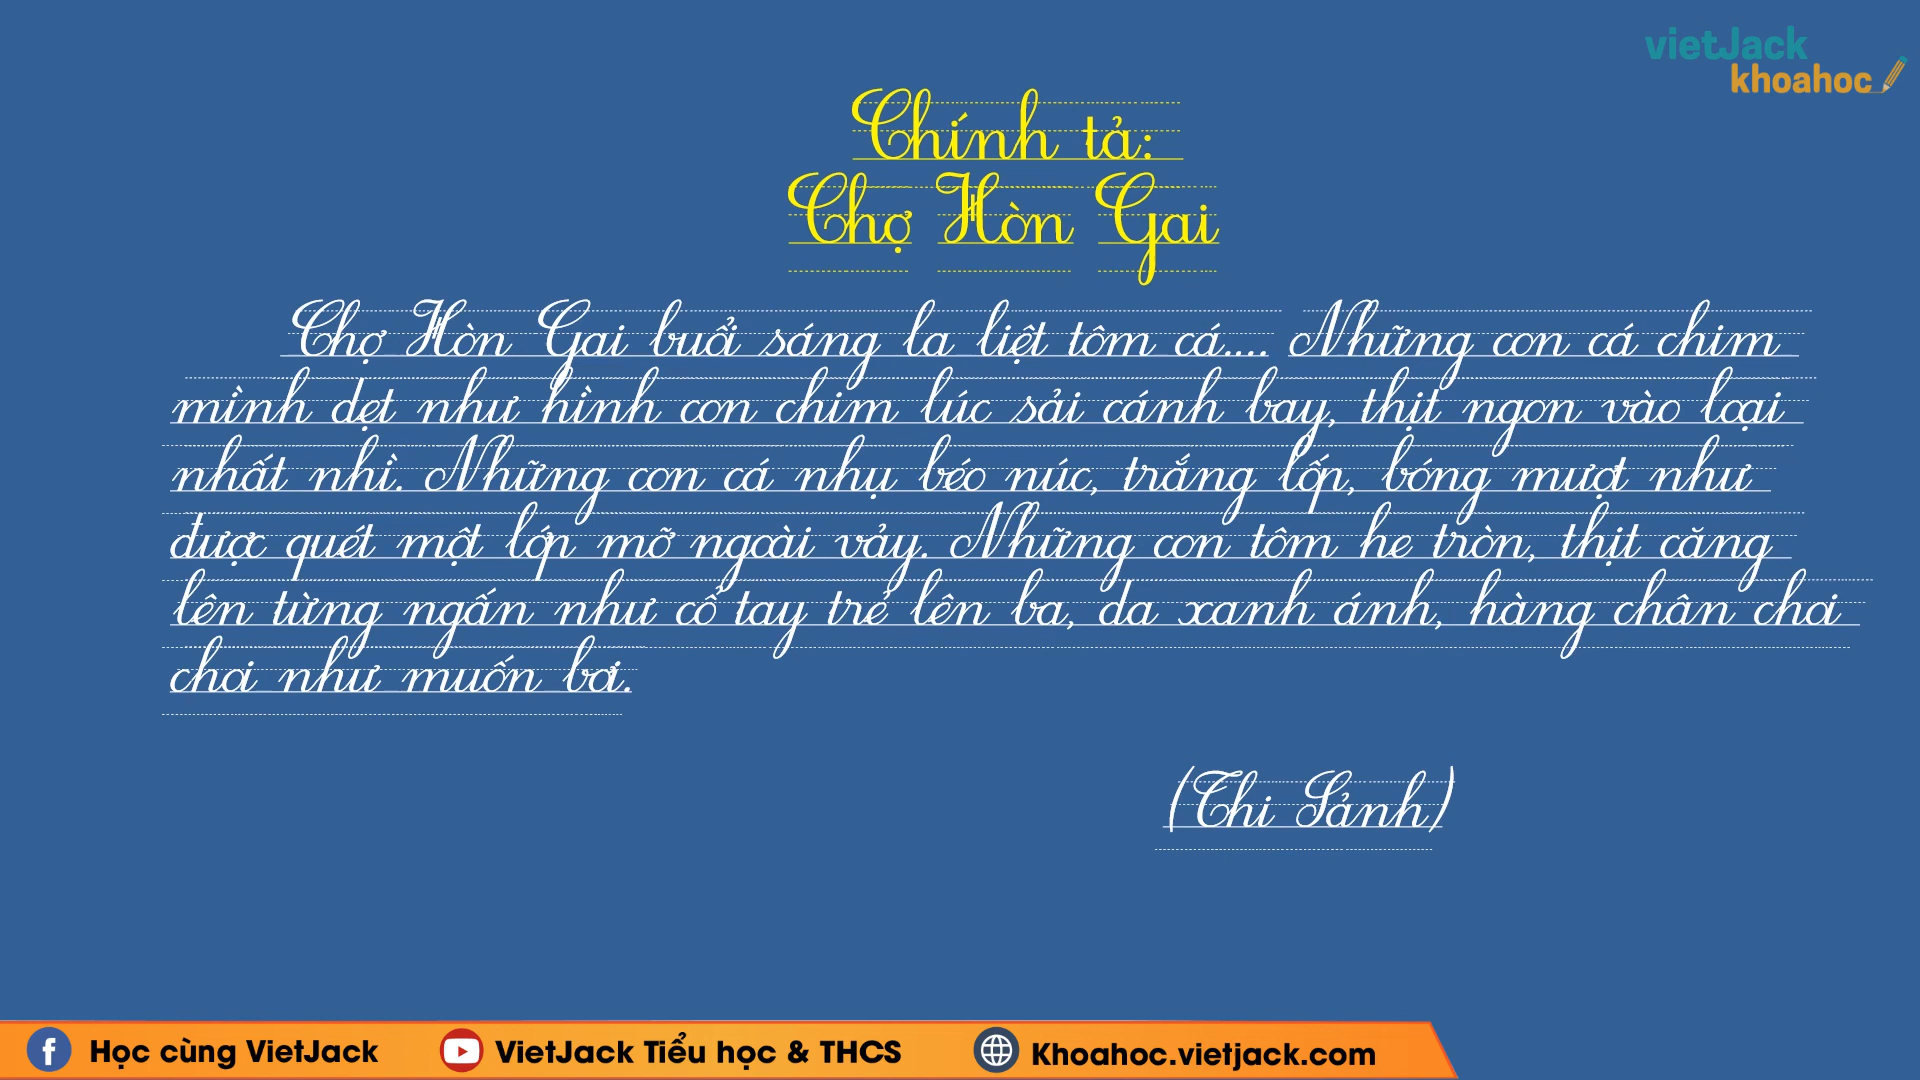 vietJack
khoahoc
Chính tả:
Chợ Hòn Gai
Chợ Hòn Gai buổi sáng la liệt tôm cá.... Những con cá chim
mình dẹt như hình con chim lúc sải cánh bay, thịt ngon vào loại
nhất nhì. Những con cá nhụ béo núc, trắng lốp, bóng mượt như
được quét một lớp mỡ ngoài vảy. Những con tôm he tròn, thịt căng
lên từng ngấn như cổ tay trẻ lên ba, da xanh ánh, hàng chân choi
choi như muốn bơi.
(Thi Sảnh)
Học cùng VietJack
VietJack Tiểu học & THCS
Khoahoc.vietjack.com